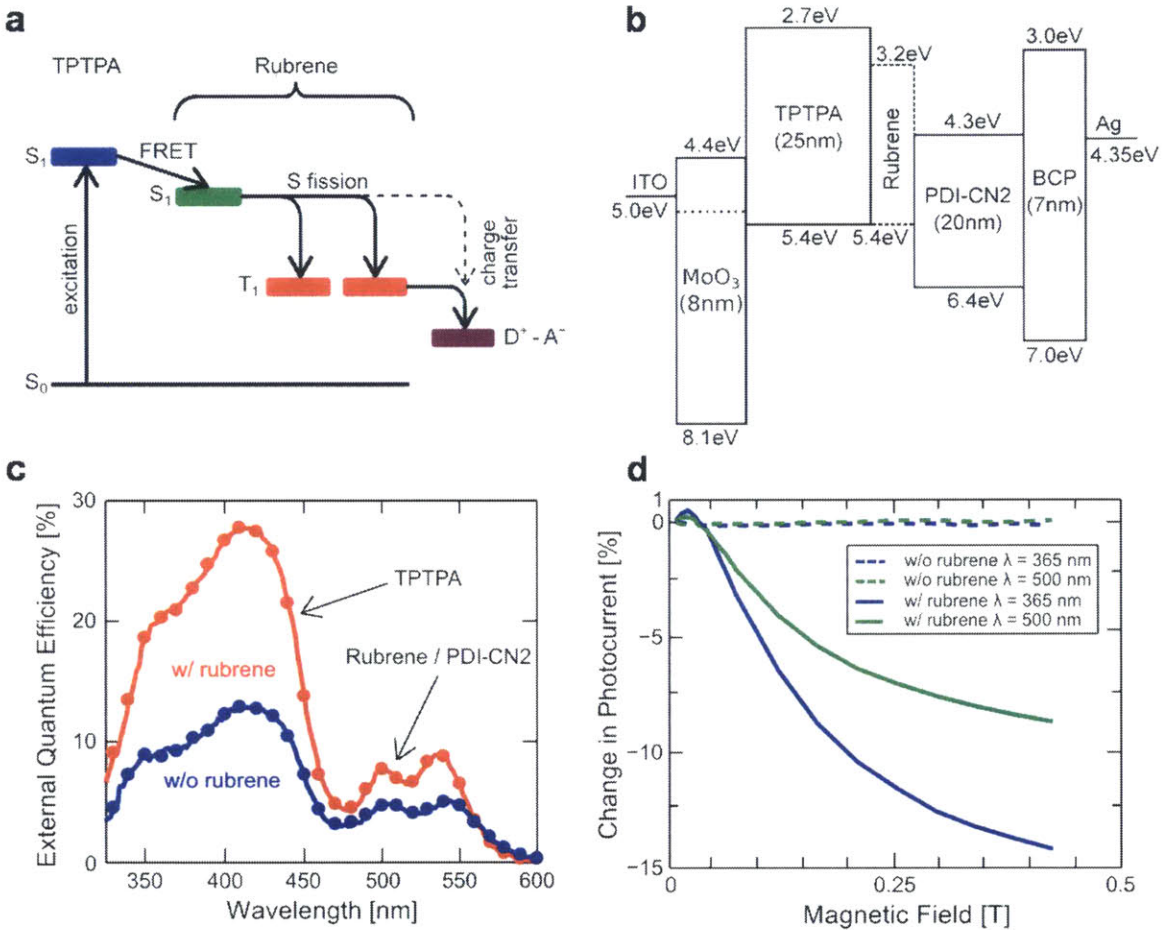 a
TPTPA
Rubrene
S₁
FRET
S₁
S fission
excitation
T₁
charge
transfer
D⁺ - A⁻
S₀
b
2.7eV
3.0eV
3.2eV
TPTPA
(25nm)
Rubrene
4.4eV
4.3eV
Ag
4.35eV
ITO
5.0eV
PDI-CN2
(20nm)
BCP
(7nm)
5.4eV
5.4eV
MoO₃
(8nm)
6.4eV
7.0eV
8.1eV
c
External Quantum Efficiency [%]
30
20
10
0
TPTPA
Rubrene / PDI-CN2
w/ rubrene
w/o rubrene
350
400
450
500
550
600
Wavelength [nm]
d
Change in Photocurrent [%]
1
0
−5
−10
−15
w/o rubrene λ = 365 nm
w/o rubrene λ = 500 nm
w/ rubrene λ = 365 nm
w/ rubrene λ = 500 nm
0
0.25
0.5
Magnetic Field [T]